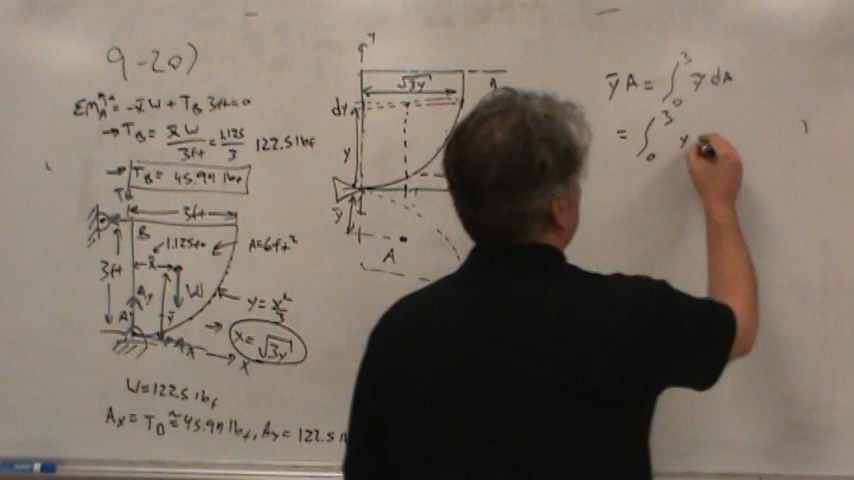 9-20)
ΣM_A = -x̄W + T_B 3ft = 0
→ T_B = x̄W / 3ft = 1.125 / 3 122.5 lbf
→ T_B = 45.94 lbf
T_B
3ft
B
1.125ft
A=6ft²
3ft
x̄
W
A_y
ȳ
A
y = x²/3
→ x = √3y
A_x
x
W=122.5 lbf
A_x = T_B ≅ 45.94 lbf, A_y = 122.5
y
√3y
dy
y
ȳ
A
ȳA = ∫₀³ ỹ dA
= ∫₀³ y